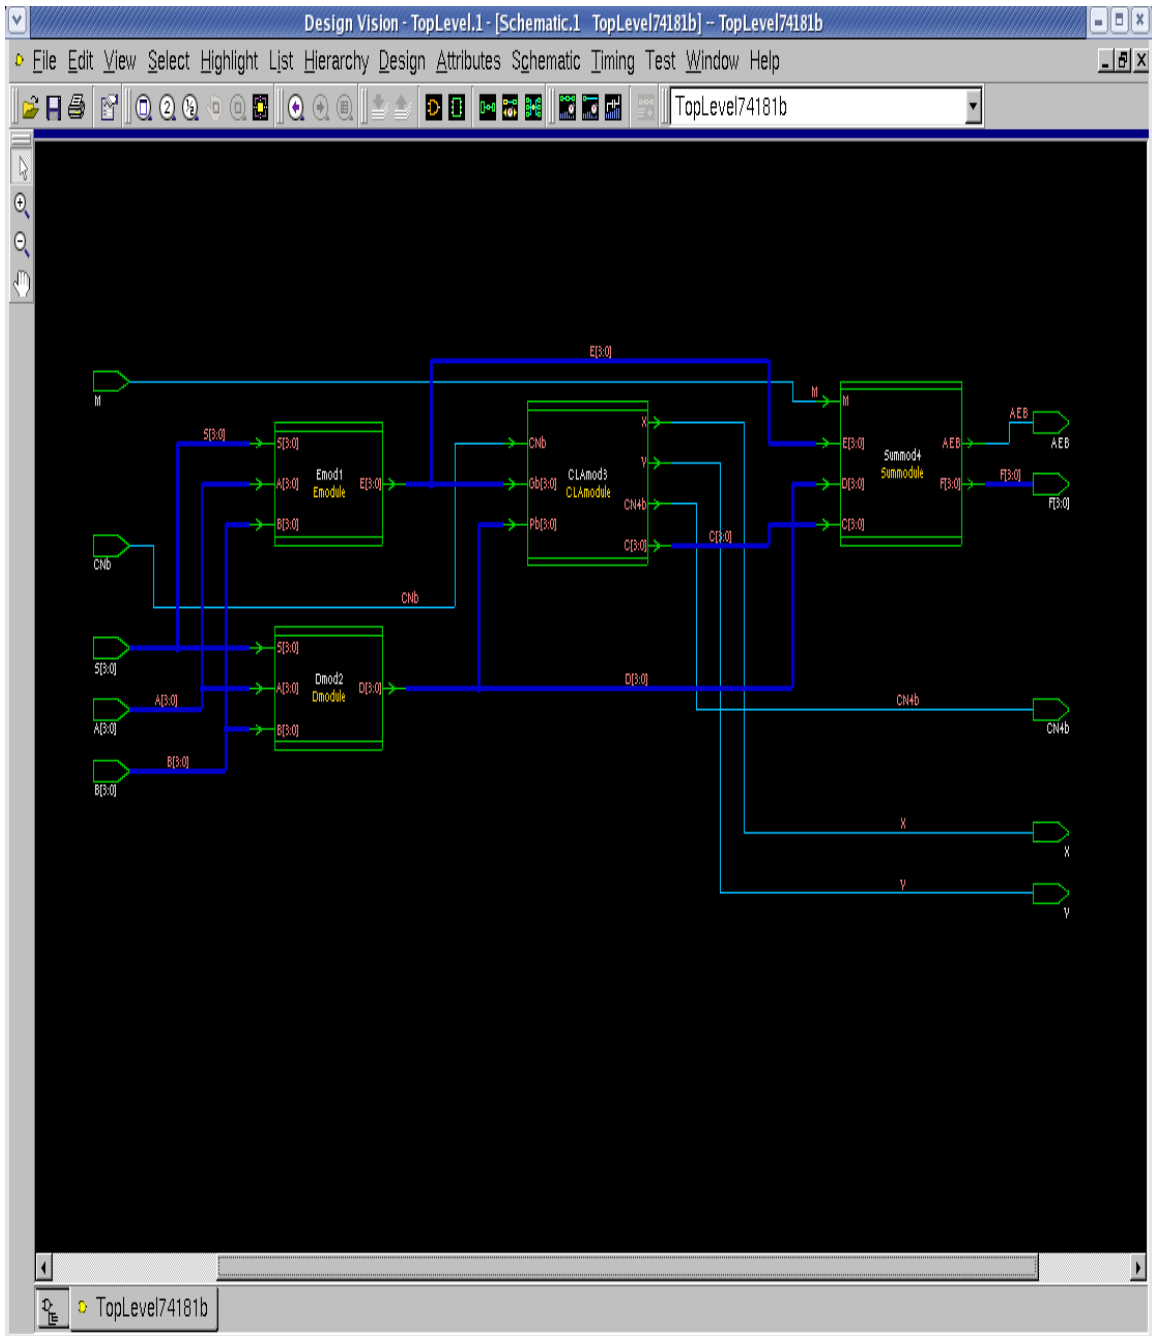 Design Vision - TopLevel.1 - [Schematic.1   TopLevel74181b] -- TopLevel74181b
File Edit View Select Highlight List Hierarchy Design Attributes Schematic Timing Test Window Help
TopLevel74181b
E[3:0]
M
M
M
S[3:0]
S[3:0]
A[3:0]
B[3:0]
Emod1
Emodule
E[3:0]
CNb
Gb[3:0]
Pb[3:0]
CLAmod3
CLAmodule
X
Y
CN4b
C[3:0]
C[3:0]
E[3:0]
D[3:0]
C[3:0]
Summod4
Summodule
AEB
F[3:0]
AEB
AEB
F[3:0]
F[3:0]
CNb
CNb
S[3:0]
S[3:0]
A[3:0]
B[3:0]
Dmod2
Dmodule
D[3:0]
D[3:0]
A[3:0]
A[3:0]
B[3:0]
B[3:0]
CN4b
CN4b
X
X
Y
Y
TopLevel74181b